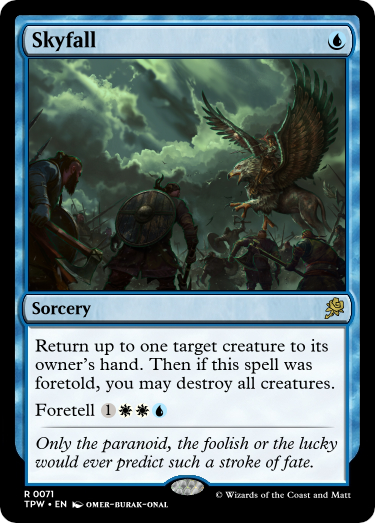 Skyfall
Sorcery
Return up to one target creature to its
owner's hand. Then if this spell was
foretold, you may destroy all creatures.
Foretell 1
Only the paranoid, the foolish or the lucky
would ever predict such a stroke of fate.
R 0071
TPW • EN OMER-BURAK-ONAL
© Wizards of the Coast and Matt